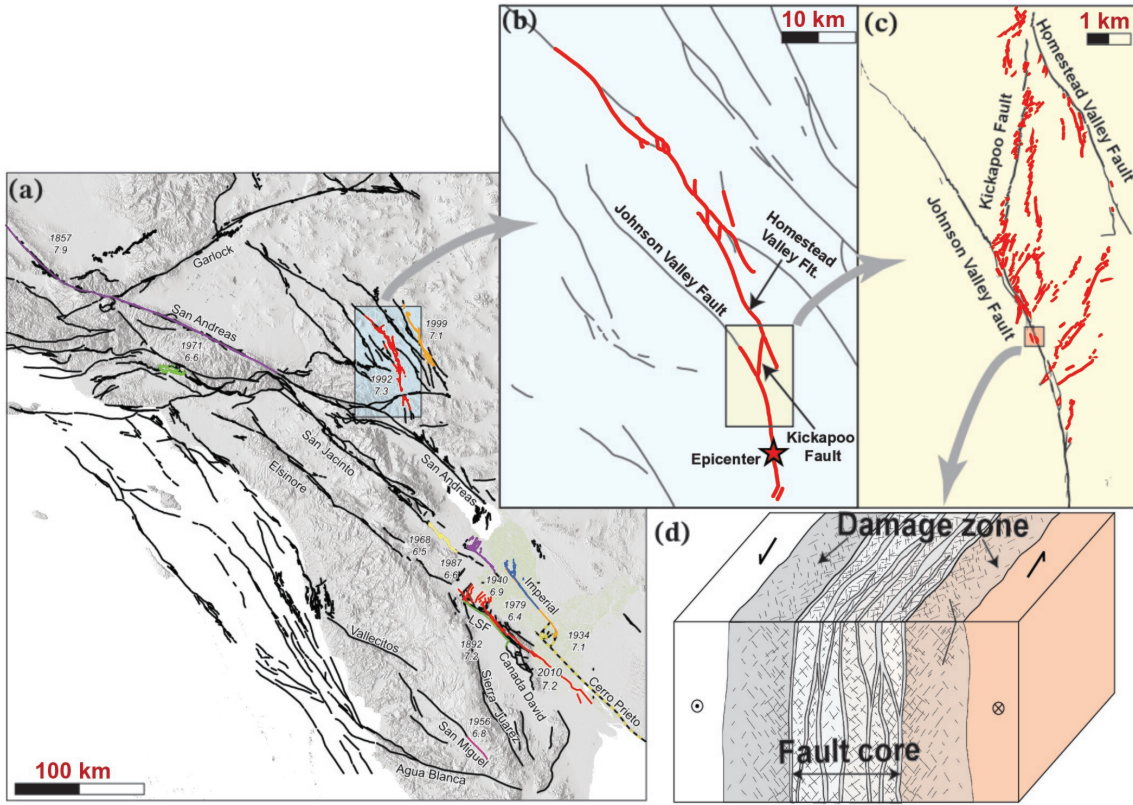 (a)
1857
7.9
Garlock
San Andreas
1971
6.6
1999
7.1
1992
7.3
San Jacinto
San Andreas
Elsinore
1968
6.5
1987
6.6
1940
6.9
1979
6.4
Imperial
LSF
1892
7.2
1934
7.1
Vallecitos
Canada David
2010
7.2
Cerro Prieto
Sierra Juarez
1956
6.8
San Miguel
Agua Blanca
100 km
(b)
10 km
Johnson Valley Fault
Homestead
Valley Flt.
Kickapoo
Fault
Epicenter
(c)
1 km
Homestead Valley Fault
Kickapoo Fault
Johnson Valley Fault
(d)
Damage zone
Fault core